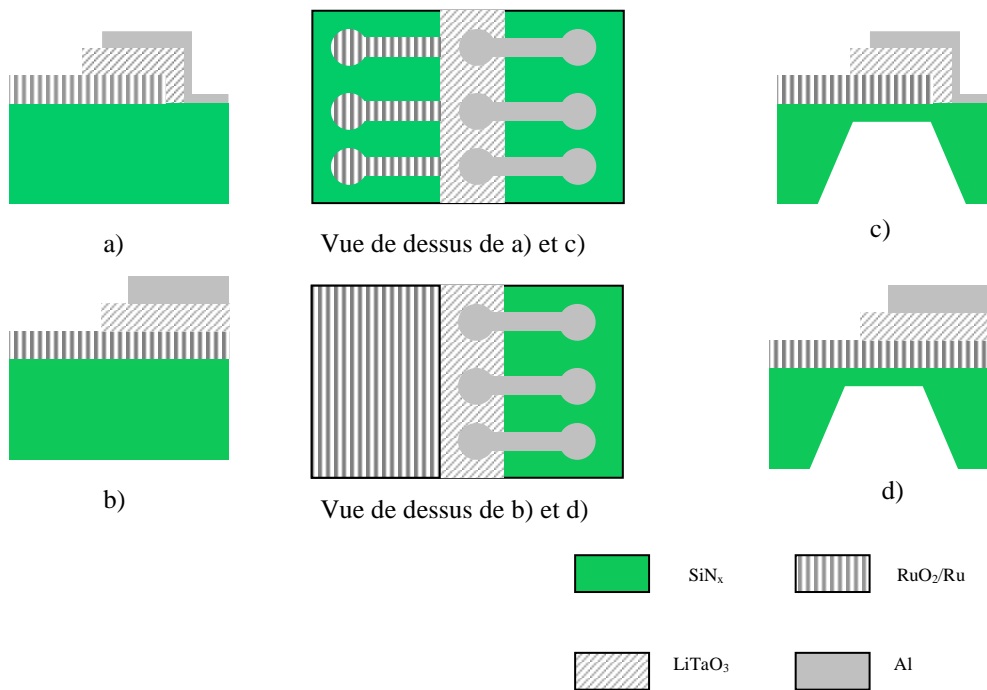 a)
Vue de dessus de a) et c)
c)
b)
Vue de dessus de b) et d)
d)
SiNₓ
RuO₂/Ru
LiTaO₃
Al